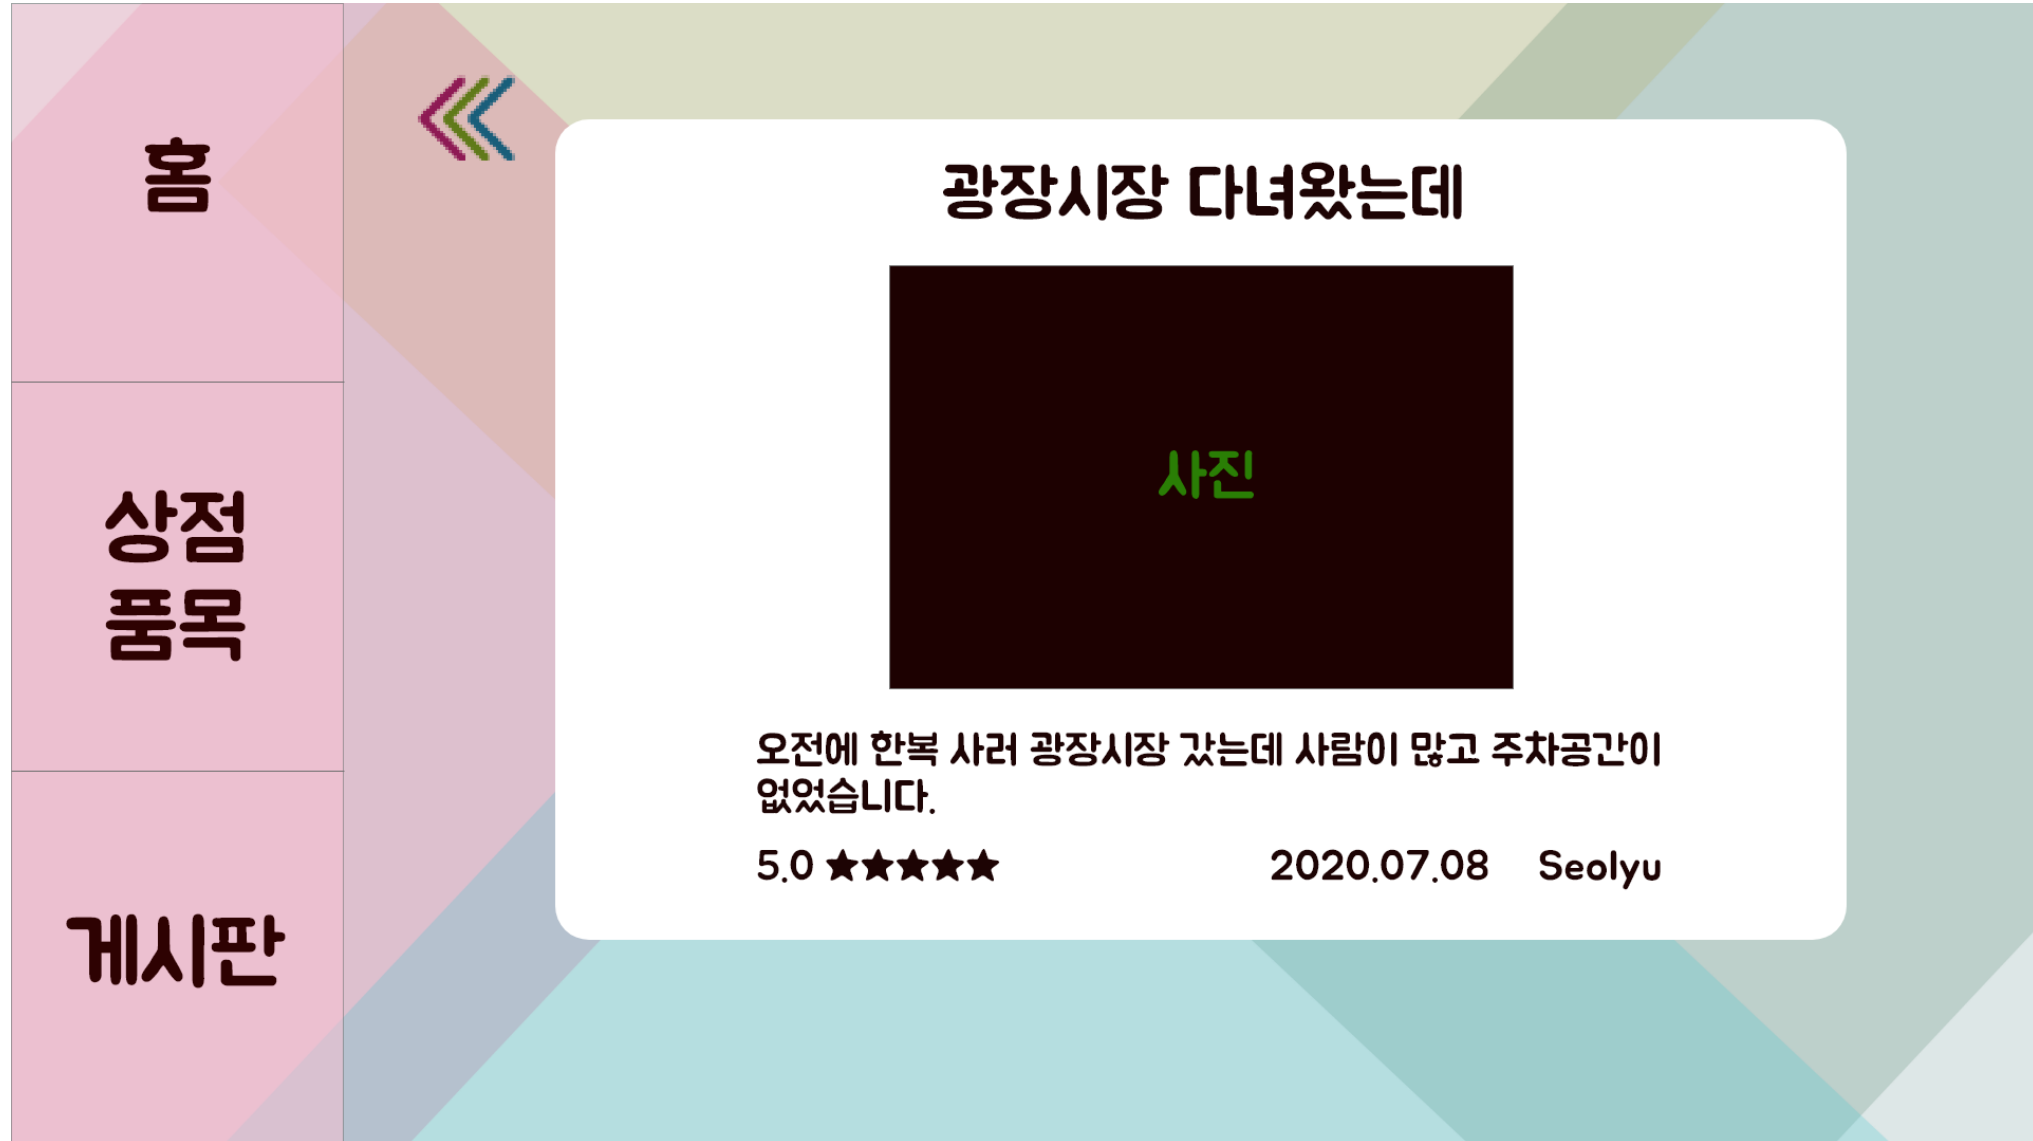 홈
상점
품목
게시판
광장시장 다녀왔는데
사진
오전에 한복 사러 광장시장 갔는데 사람이 많고 주차공간이
없었습니다.
5.0 ★★★★★ 2020.07.08 Seolyu